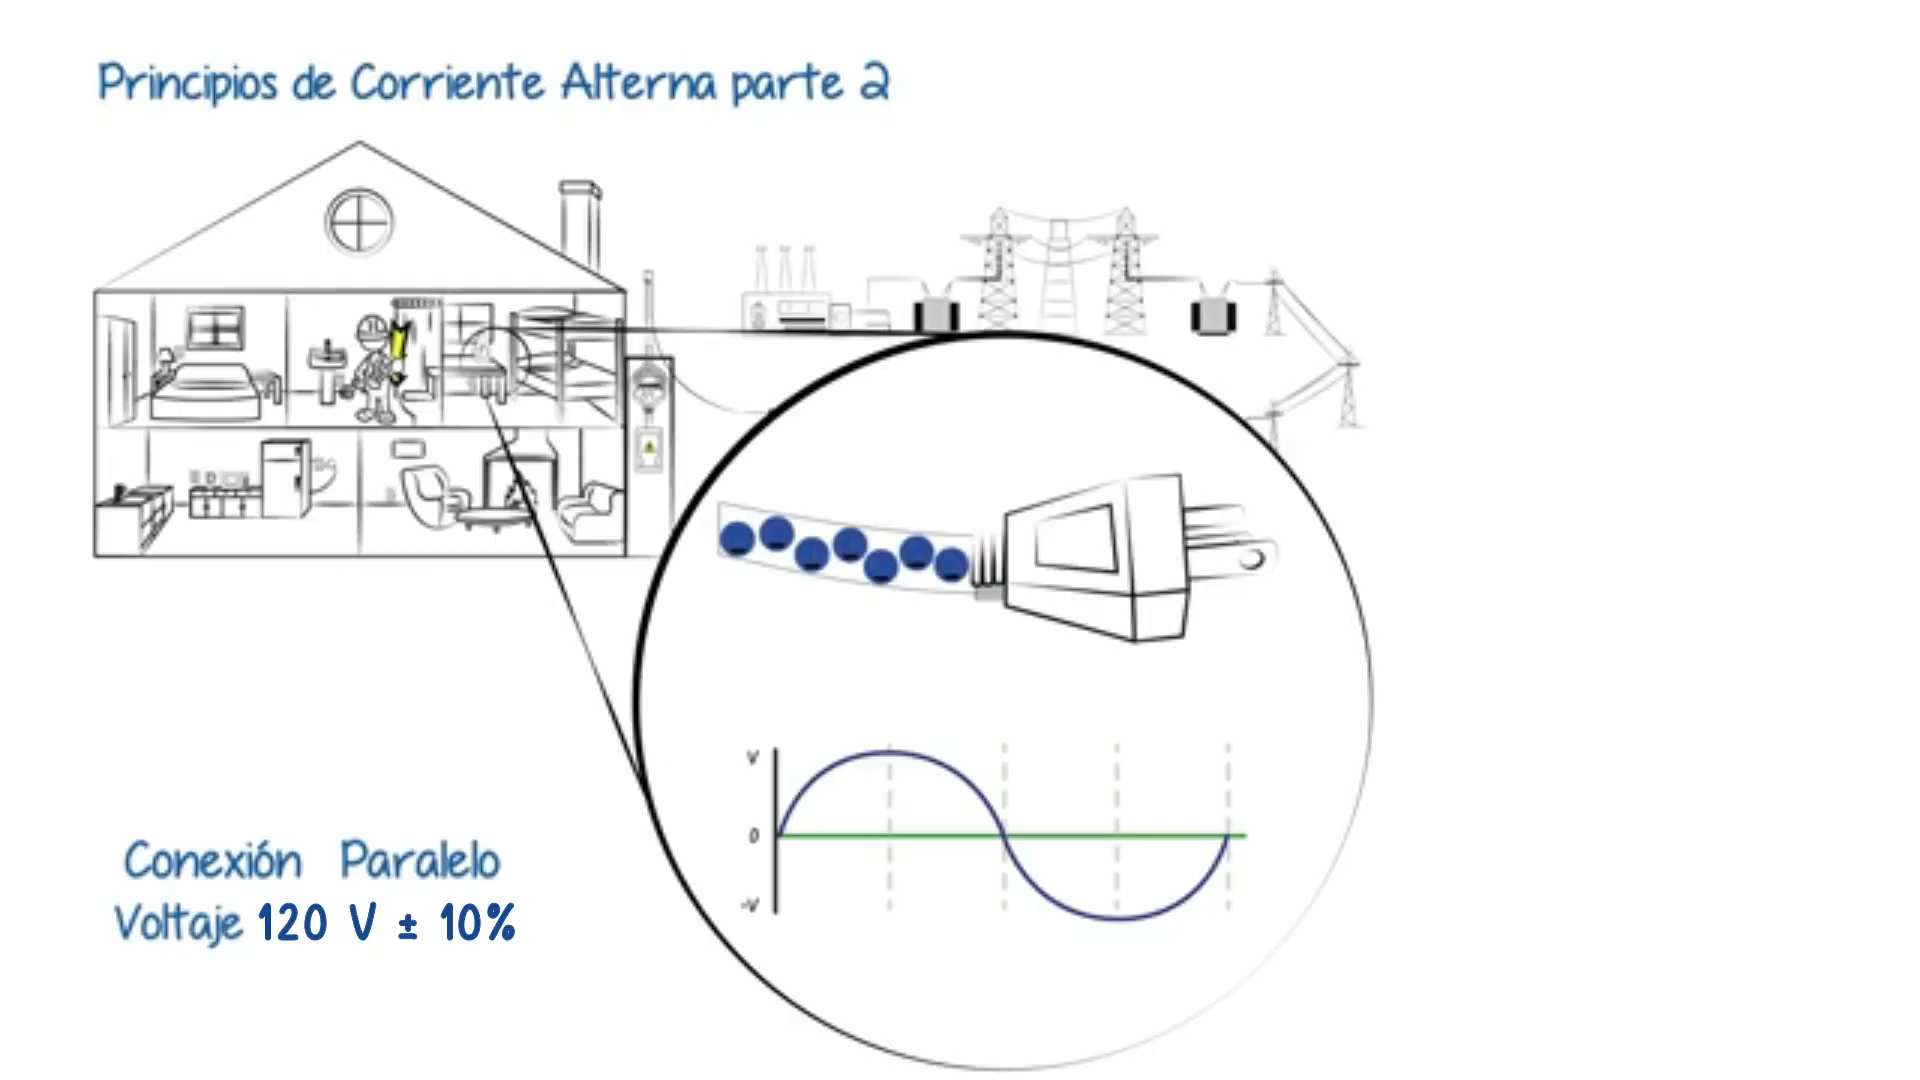 Principios de Corriente Alterna parte 2
V
0
-V
Conexión Paralelo
Voltaje 120 V ± 10%